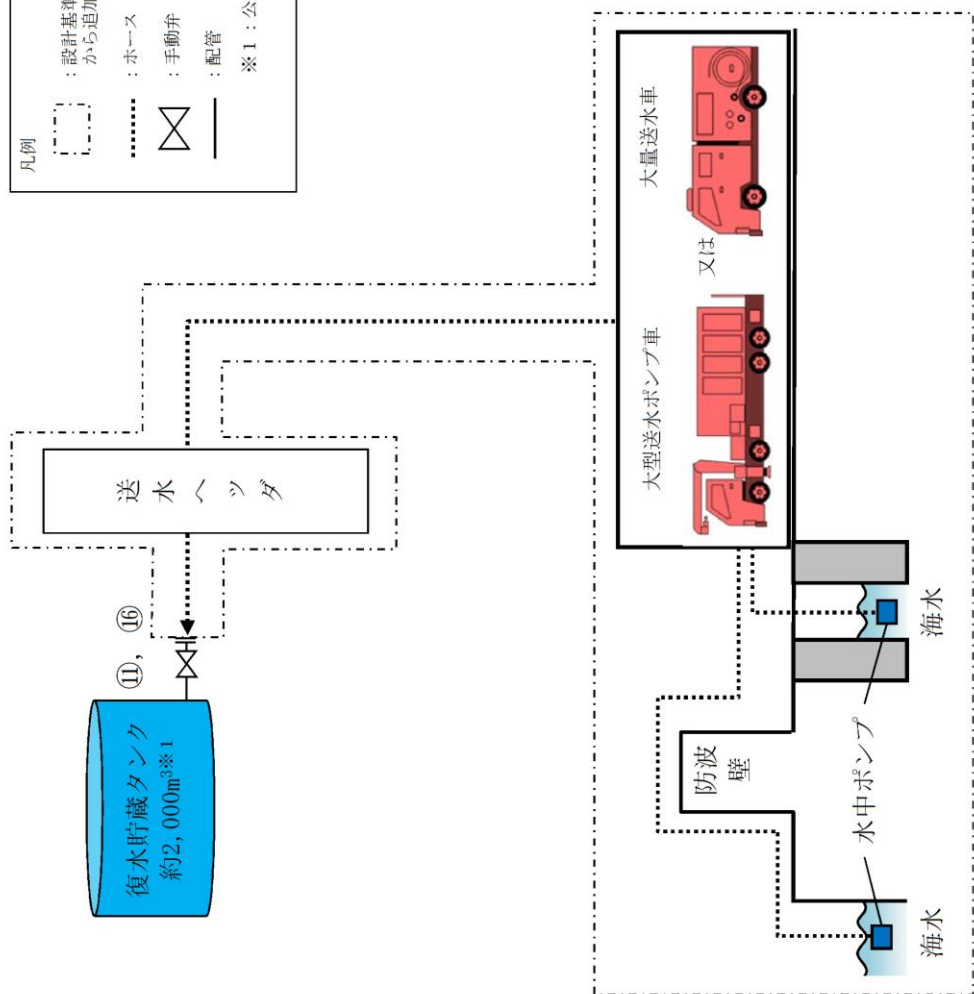 凡例
：設計基準
から追加
：ホース
：手動弁
：配管
※1：公
復水貯蔵タンク
約2,000m³※1
⑪，⑯
送水ヘッダ
大型送水ポンプ車
又は
大量送水車
防波
壁
水中ポンプ
海水
海水